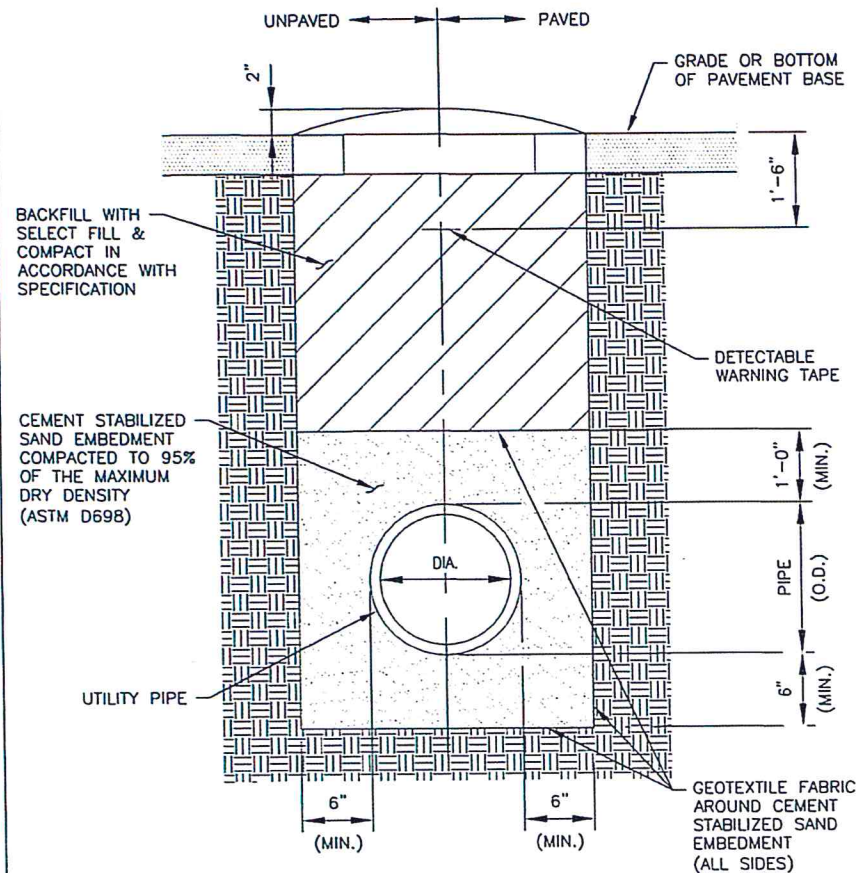 UNPAVED
PAVED
2"
GRADE OR BOTTOM
OF PAVEMENT BASE
1'-6"
BACKFILL WITH
SELECT FILL &
COMPACT IN
ACCORDANCE WITH
SPECIFICATION
DETECTABLE
WARNING TAPE
CEMENT STABILIZED
SAND EMBEDMENT
COMPACTED TO 95%
OF THE MAXIMUM
DRY DENSITY
(ASTM D698)
1'-0"
(MIN.)
DIA.
PIPE
(O.D.)
UTILITY PIPE
6"
(MIN.)
6"
(MIN.)
6"
(MIN.)
GEOTEXTILE FABRIC
AROUND CEMENT
STABILIZED SAND
EMBEDMENT
(ALL SIDES)